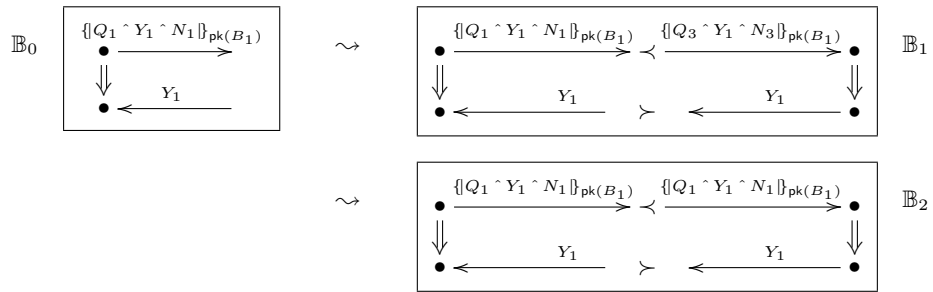 {|Q₁ ˆ Y₁ ˆ N₁|}pk(B₁) {|Q₁ ˆ Y₁ ˆ N₁|}pk(B₁) {|Q₃ ˆ Y₁ ˆ N₃|}pk(B₁)
𝔹₀ ⇝ ≺ 𝔹₁
Y₁ Y₁ ≻ Y₁
{|Q₁ ˆ Y₁ ˆ N₁|}pk(B₁) {|Q₁ ˆ Y₁ ˆ N₁|}pk(B₁)
⇝ ≺ 𝔹₂
Y₁ ≻ Y₁